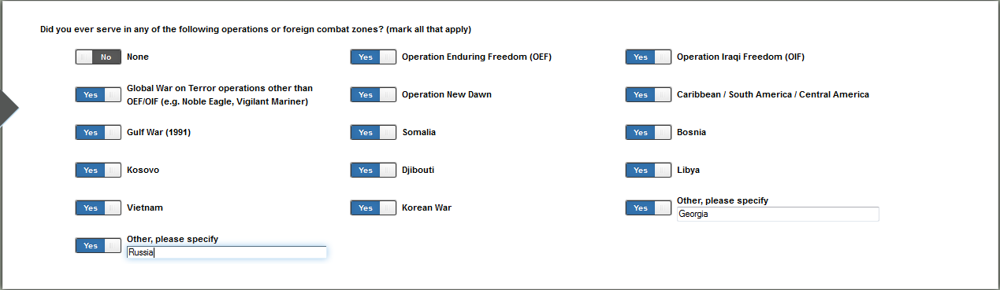 Did you ever serve in any of the following operations or foreign combat zones? (mark all that apply)
No None
Yes Operation Enduring Freedom (OEF)
Yes Operation Iraqi Freedom (OIF)
Yes Global War on Terror operations other than
OEF/OIF (e.g. Noble Eagle, Vigilant Mariner)
Yes Operation New Dawn
Yes Caribbean / South America / Central America
Yes Gulf War (1991)
Yes Somalia
Yes Bosnia
Yes Kosovo
Yes Djibouti
Yes Libya
Yes Vietnam
Yes Korean War
Yes Other, please specify
Georgia
Yes Other, please specify
Russia